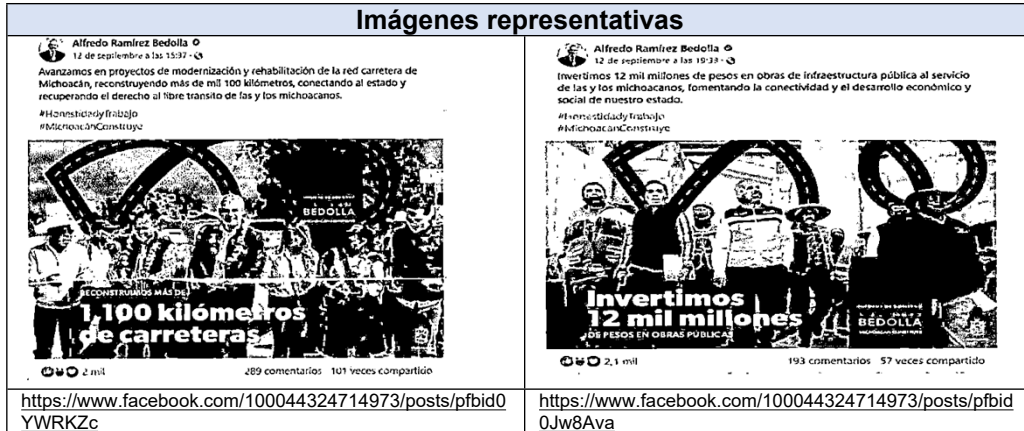 Imágenes representativas
Alfredo Ramírez Bedolla
12 de septiembre a las 15:37
Avanzamos en proyectos de modernización y rehabilitación de la red carretera de
Michoacán, reconstruyendo más de mil 100 kilómetros, conectando al estado y
recuperando el derecho al libre transito de las y los michoacanos.
#HonestidadyTrabajo
#MichoacánConstruye
BEDOLLA
RECONSTRUIMOS MÁS DE
1,100 kilómetros
de carreteras
2 mil
289 comentarios 101 veces compartido
https://www.facebook.com/100044324714973/posts/pfbid0
YWRKZc
Alfredo Ramírez Bedolla
12 de septiembre a las 19:39
Invertimos 12 mil millones de pesos en obras de infraestructura pública al servicio
de las y los michoacanos, fomentando la conectividad y el desarrollo económico y
social de nuestro estado.
#HonestidadyTrabajo
#MichoacánConstruye
Invertimos
12 mil millones
DE PESOS EN OBRAS PÚBLICAS
BEDOLLA
2,1 mil
193 comentarios 57 veces compartido
https://www.facebook.com/100044324714973/posts/pfbid
0Jw8Ava